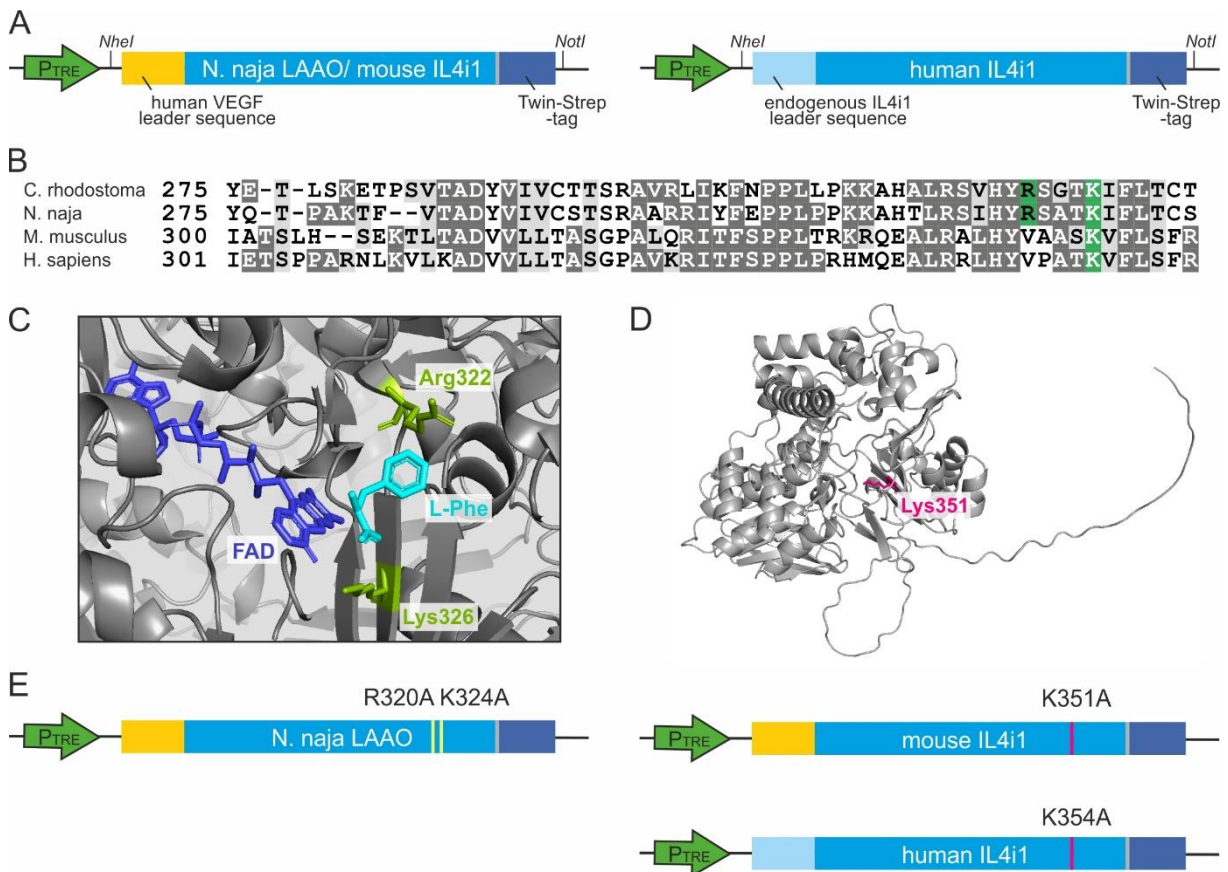 A
PTRE
NheI
NotI
N. naja LAAO/ mouse IL4i1
human VEGF
leader sequence
Twin-Strep
-tag
PTRE
NheI
NotI
human IL4i1
endogenous IL4i1
leader sequence
Twin-Strep
-tag
B
C. rhodostoma 275 YE-T-LSKETPSVTADYVIVCTTSRAVRLIKFNPPLLPKKAHALRSVHYRSGTKIFLTCT
N. naja 275 YQ-T-PAKTF--VTADYVIVCSTSRAARRIYFEPPLPPKKAHTLRSIHYRSATKIFLTCS
M. musculus 300 IATSLH--SEKTLTADVVLLTASGPALQRITFSPPLTRKRQEALRALHYVAASKVFLSFR
H. sapiens 301 IETSPPARNLKVLKADVVLLTASGPAVKRITFSPPLPRHMQEALRRLHYVPATKVFLSFR
C
Arg322
L-Phe
FAD
Lys326
D
Lys351
E
R320A K324A
PTRE
N. naja LAAO
K351A
PTRE
mouse IL4i1
K354A
PTRE
human IL4i1